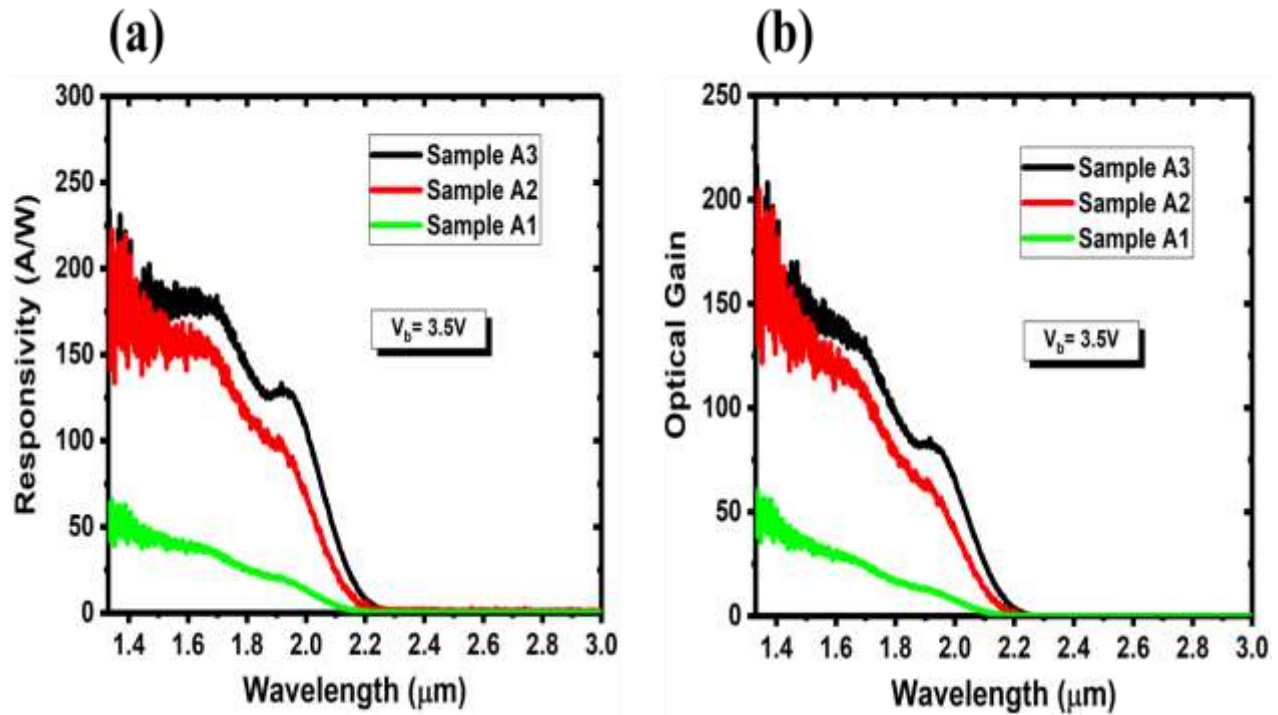 (a)
300
250
200
150
100
50
0
Responsivity (A/W)
Sample A3
Sample A2
Sample A1
V_b= 3.5V
1.4 1.6 1.8 2.0 2.2 2.4 2.6 2.8 3.0
Wavelength (μm)
(b)
250
200
150
100
50
0
Optical Gain
Sample A3
Sample A2
Sample A1
V_b= 3.5V
1.4 1.6 1.8 2.0 2.2 2.4 2.6 2.8 3.0
Wavelength (μm)